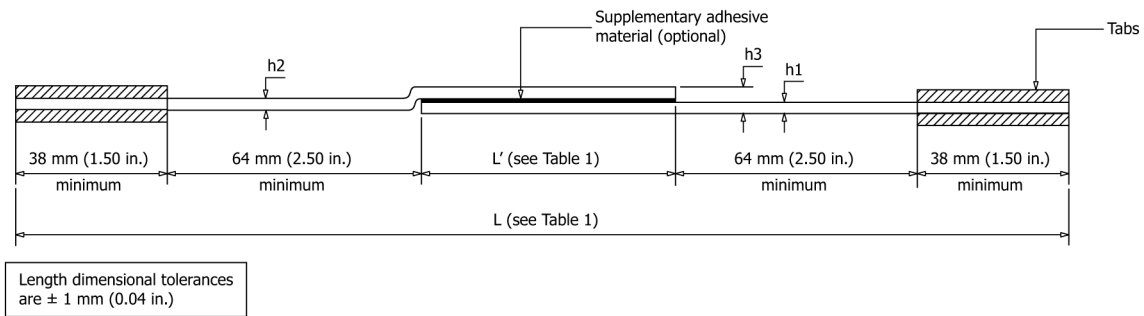 Supplementary adhesive
material (optional)
Tabs
h2
h3
h1
38 mm (1.50 in.)
minimum
64 mm (2.50 in.)
minimum
L’ (see Table 1)
64 mm (2.50 in.)
minimum
38 mm (1.50 in.)
minimum
L (see Table 1)
Length dimensional tolerances
are ± 1 mm (0.04 in.)